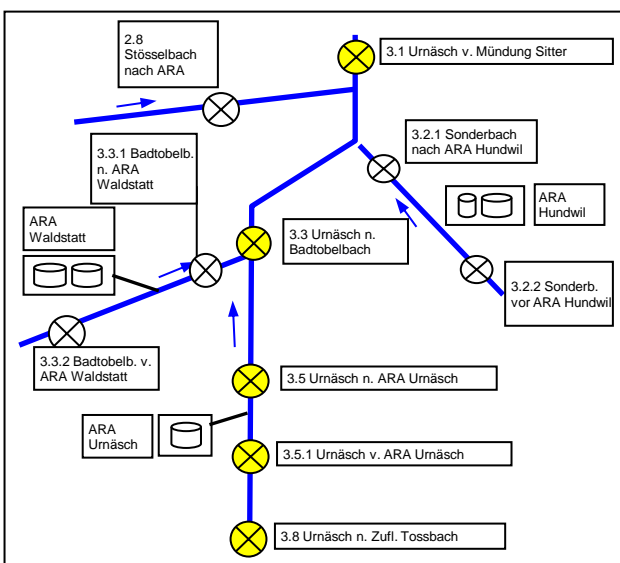 2.8
Stösselbach
nach ARA
3.1 Urnäsch v. Mündung Sitter
3.3.1 Badtobelb.
n. ARA
Waldstatt
3.2.1 Sonderbach
nach ARA Hundwil
ARA
Hundwil
ARA
Waldstatt
3.3 Urnäsch n.
Badtobelbach
3.2.2 Sonderb.
vor ARA Hundwil
3.3.2 Badtobelb. v.
ARA Waldstatt
3.5 Urnäsch n. ARA Urnäsch
ARA
Urnäsch
3.5.1 Urnäsch v. ARA Urnäsch
3.8 Urnäsch n. Zufl. Tossbach